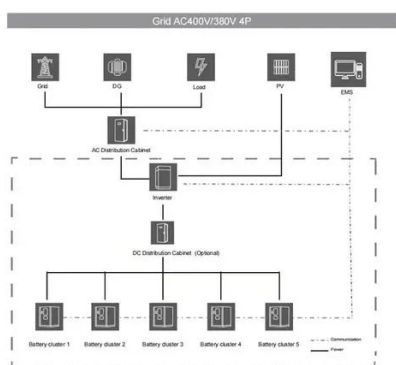 Grid AC400V/380V 4P
Grid DG Load PV EMS
AC Distribution Cabinet
Inverter
DC Distribution Cabinet (Optional)
Battery cluster 1 Battery cluster 2 Battery cluster 3 Battery cluster 4 Battery cluster 5
Communication
Power